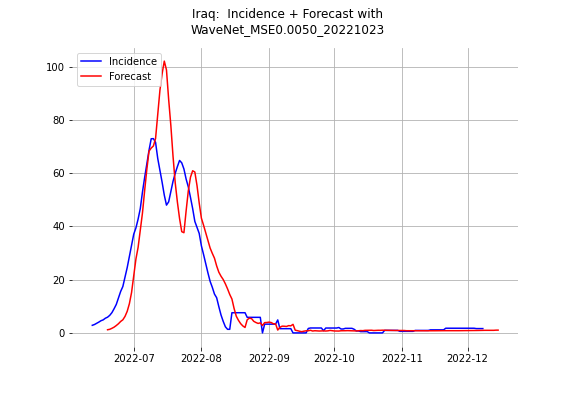 Iraq:  Incidence + Forecast with
WaveNet_MSE0.0050_20221023
Incidence
Forecast
100
80
60
40
20
0
2022-07 2022-08 2022-09 2022-10 2022-11 2022-12